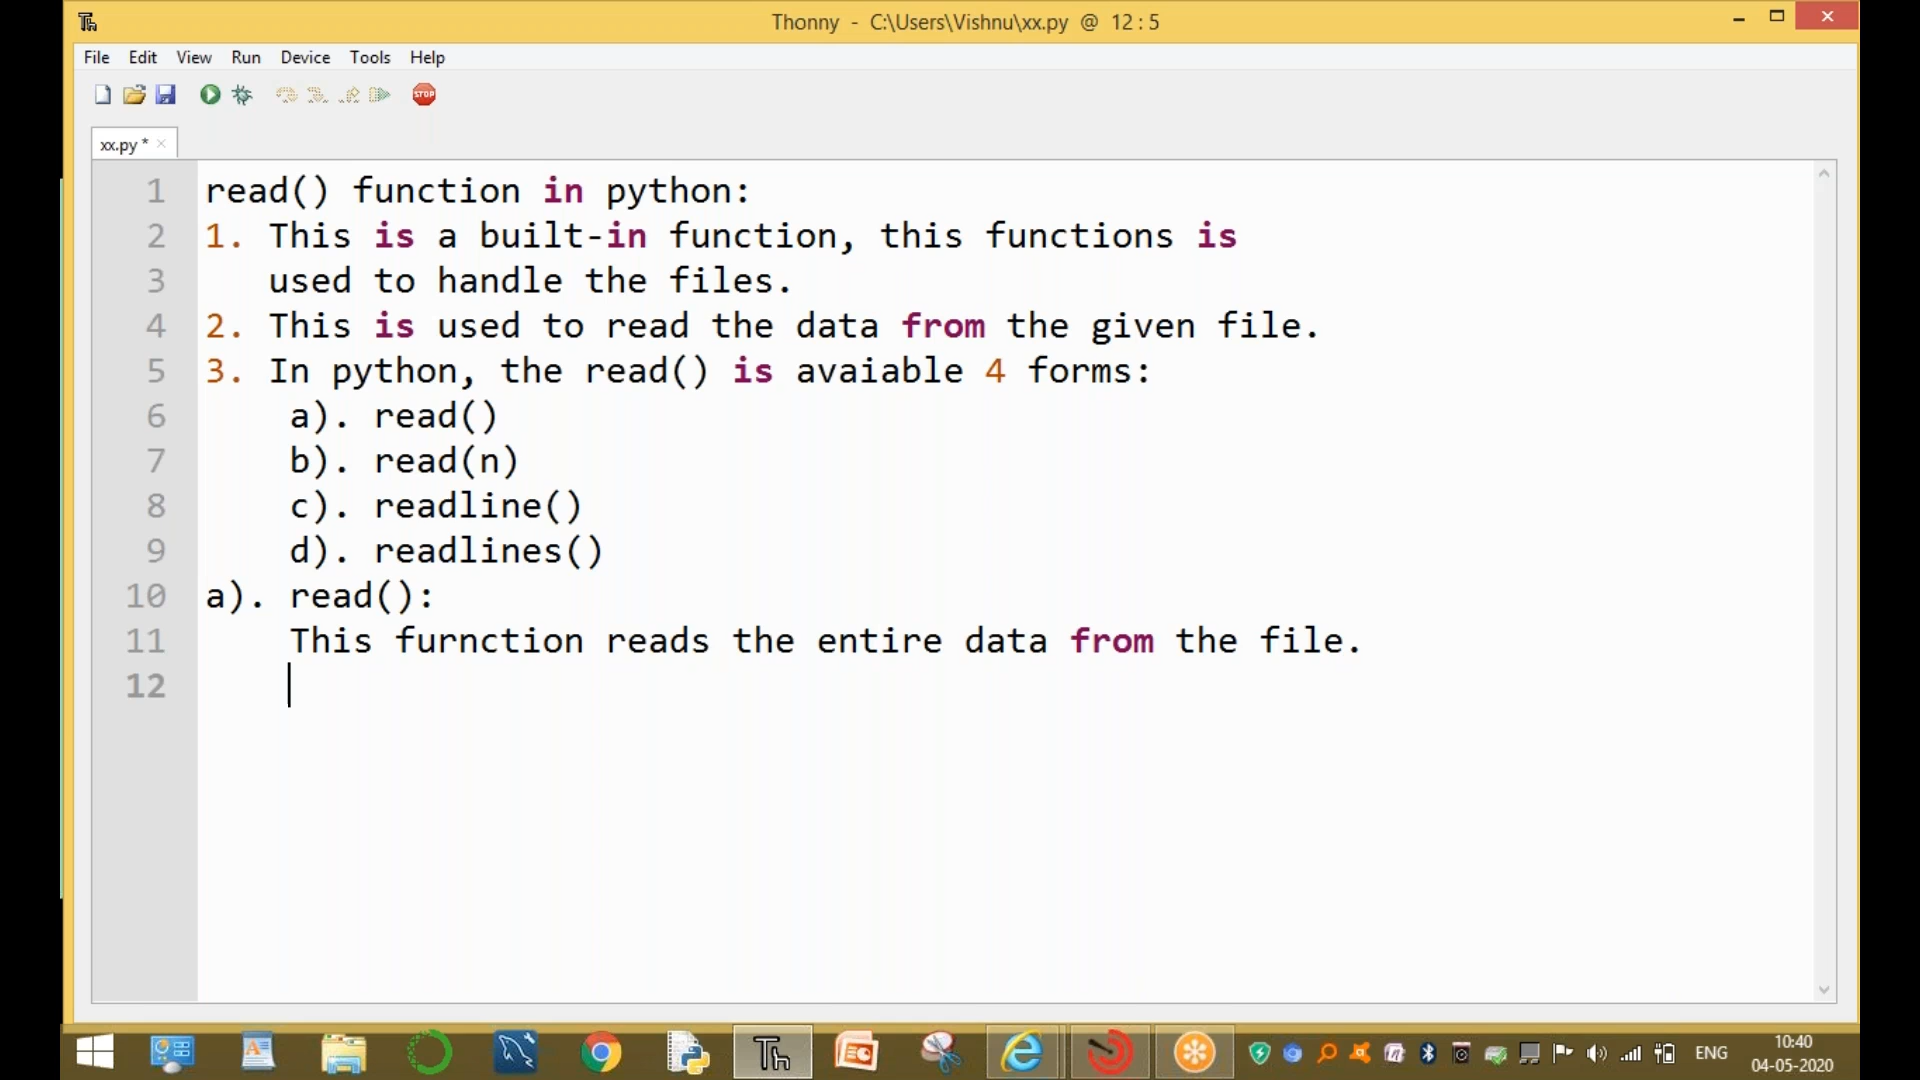 Thonny - C:\Users\Vishnu\xx.py @ 12 : 5
File Edit View Run Device Tools Help
STOP
xx.py *
1 read() function in python:
2 1. This is a built-in function, this functions is
3 used to handle the files.
4 2. This is used to read the data from the given file.
5 3. In python, the read() is avaiable 4 forms:
6 a). read()
7 b). read(n)
8 c). readline()
9 d). readlines()
10 a). read():
11 This furnction reads the entire data from the file.
12
ENG
10:40
04-05-2020